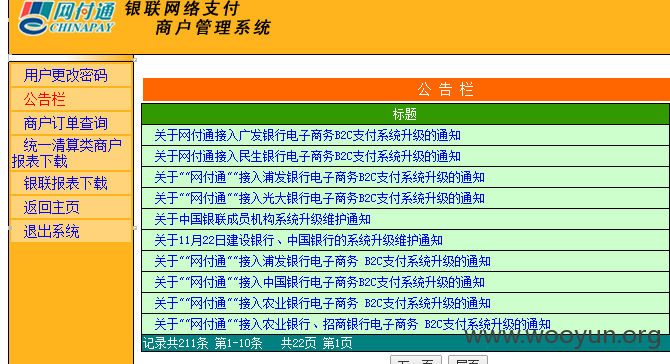 网付通
CHINAPAY
银联网络支付
商户管理系统
用户更改密码
公告栏
商户订单查询
统一清算类商户
报表下载
银联报表下载
返回主页
退出系统
公 告 栏
标题
关于网付通接入广发银行电子商务B2C支付系统升级的通知
关于网付通接入民生银行电子商务B2C支付系统升级的通知
关于““网付通““接入浦发银行电子商务B2C支付系统升级的通知
关于““网付通““接入光大银行电子商务B2C支付系统升级的通知
关于中国银联成员机构系统升级维护通知
关于11月22日建设银行、中国银行的系统升级维护通知
关于““网付通““接入浦发银行电子商务 B2C支付系统升级的通知
关于““网付通““接入中国银行电子商务 B2C支付系统升级的通知
关于““网付通““接入农业银行电子商务 B2C支付系统升级的通知
关于““网付通““接入农业银行、招商银行电子商务 B2C支付系统升级的通知
记录共211条 第1-10条 共22页 第1页
下一页 尾页
www.wooyun.org